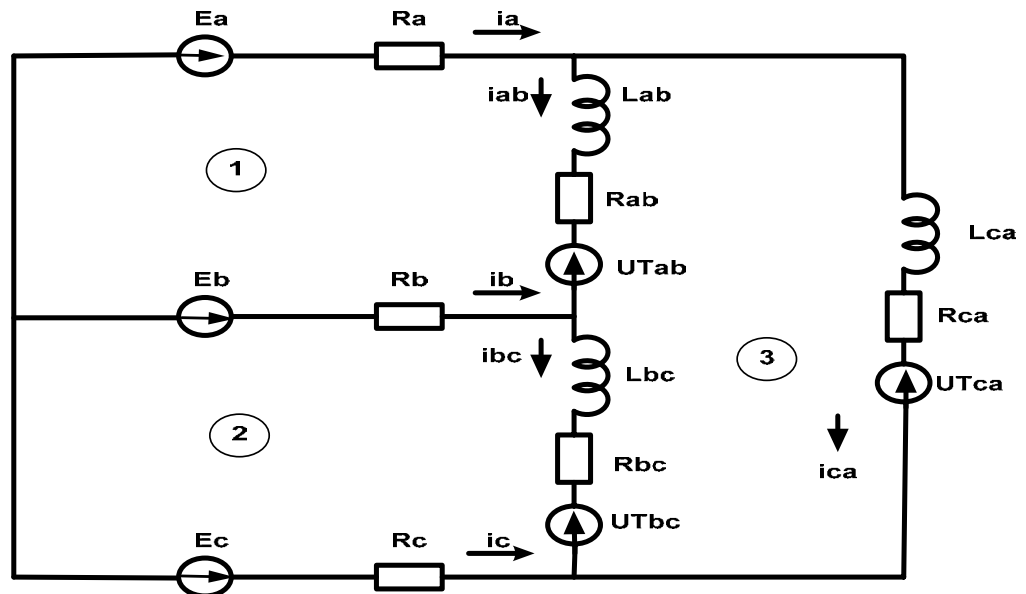 Ea Ra ia
iab Lab
1
Rab
Lca
UTab
Eb Rb ib
Rca
ibc 3
Lbc UTca
2
Rbc ica
UTbc
Ec Rc ic